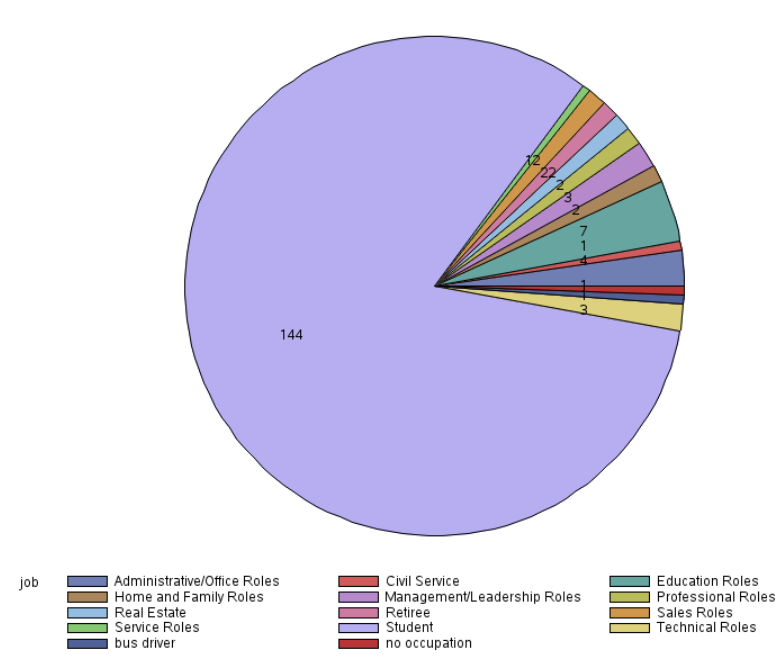 12
22
2
3
2
7
1
4
1
1
3
144
job
Administrative/Office Roles Civil Service Education Roles
Home and Family Roles Management/Leadership Roles Professional Roles
Real Estate Retiree Sales Roles
Service Roles Student Technical Roles
bus driver no occupation